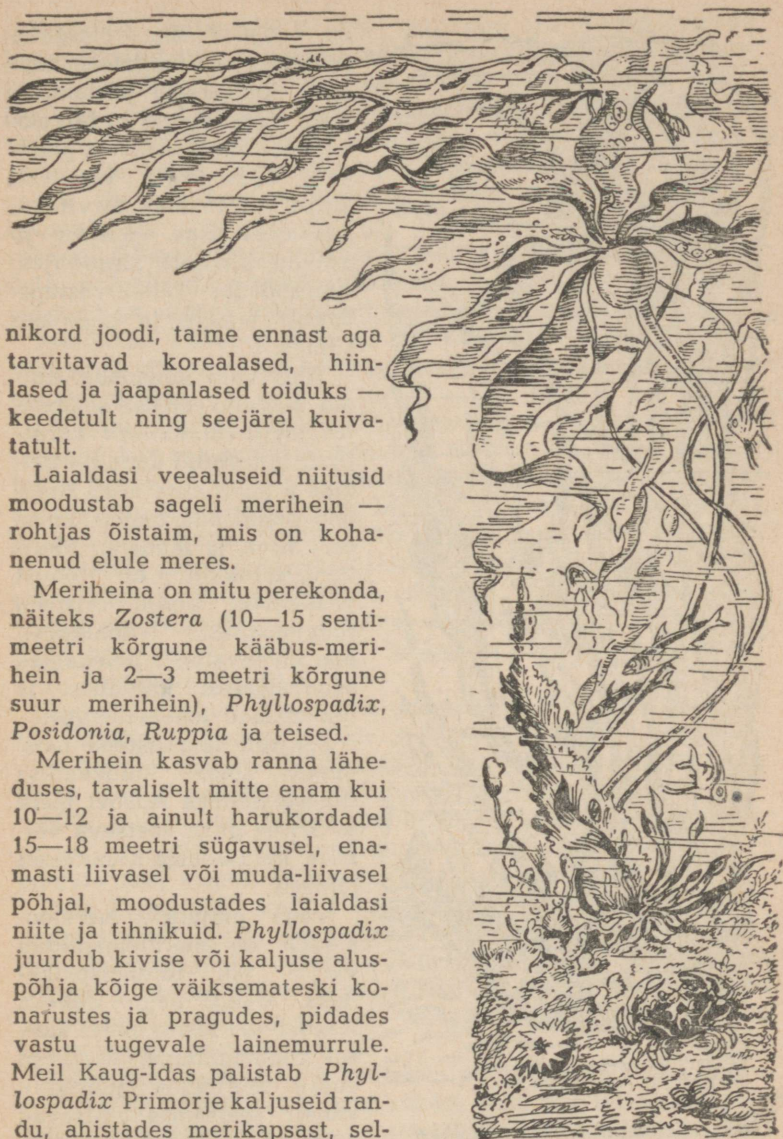 nikord joodi, taime ennast aga
tarvitavad korealased, hiin-
lased ja jaapanlased toiduks —
keedetult ning seejärel kuiva-
tatult.
Laialdasi veealuseid niitusid
moodustab sageli merihein —
rohtjas õistaim, mis on koha-
nenud elule meres.
Meriheina on mitu perekonda,
näiteks Zostera (10—15 senti-
meetri kõrgune kääbus-meri-
hein ja 2—3 meetri kõrgune
suur merihein), Phyllospadix,
Posidonia, Ruppia ja teised.
Merihein kasvab ranna lähe-
duses, tavaliselt mitte enam kui
10—12 ja ainult harukordadel
15—18 meetri sügavusel, ena-
masti liivasel või muda-liivasel
põhjal, moodustades laialdasi
niite ja tihnikuid. Phyllospadix
juurdub kivise või kaljuse alus-
põhja kõige väiksemateski ko-
narustes ja pragudes, pidades
vastu tugevale lainemurrule.
Meil Kaug-Idas palistab Phyl-
lospadix Primorje kaljuseid ran-
du, ahistades merikapsast, sel-